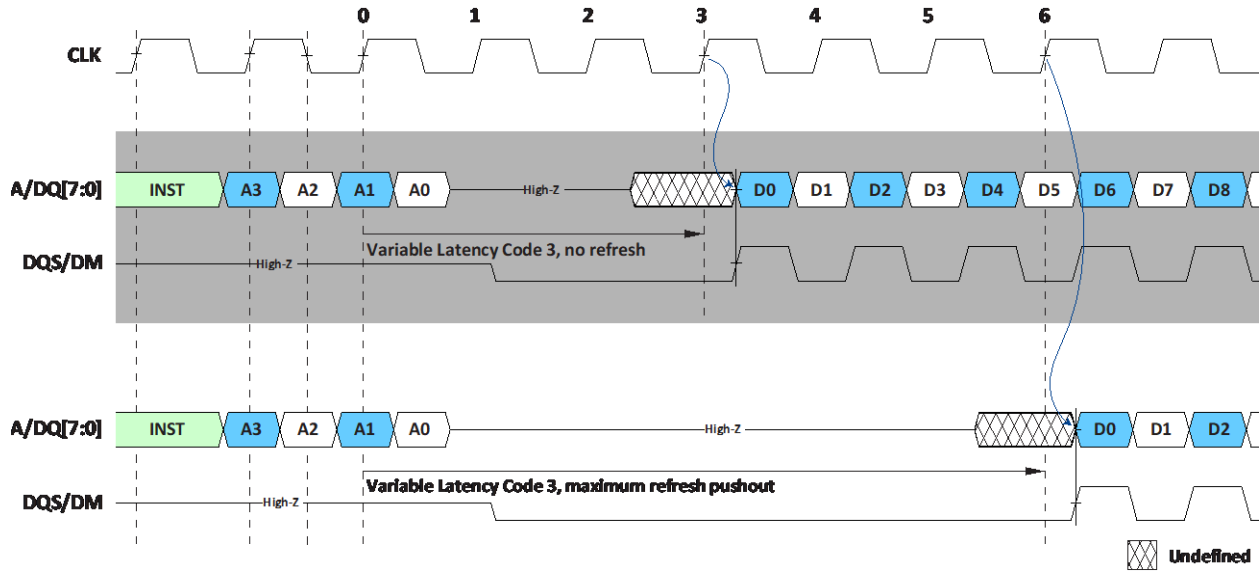 0 1 2 3 4 5 6
CLK
A/DQ[7:0] INST A3 A2 A1 A0 High-Z D0 D1 D2 D3 D4 D5 D6 D7 D8
Variable Latency Code 3, no refresh
DQS/DM High-Z
A/DQ[7:0] INST A3 A2 A1 A0 High-Z D0 D1 D2
Variable Latency Code 3, maximum refresh pushout
DQS/DM High-Z
Undefined